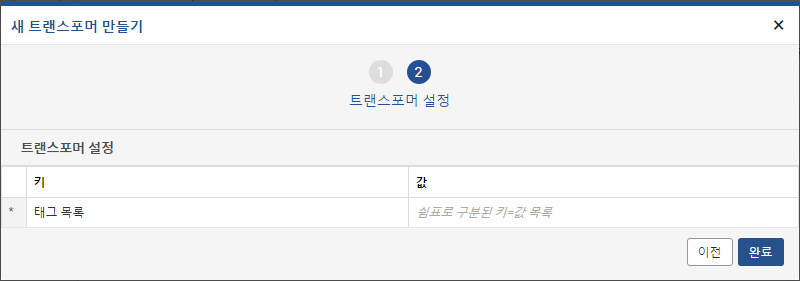 새 트랜스포머 만들기 ×
1 2
트랜스포머 설정
트랜스포머 설정
키 값
* 태그 목록 쉼표로 구분된 키=값 목록
이전 완료